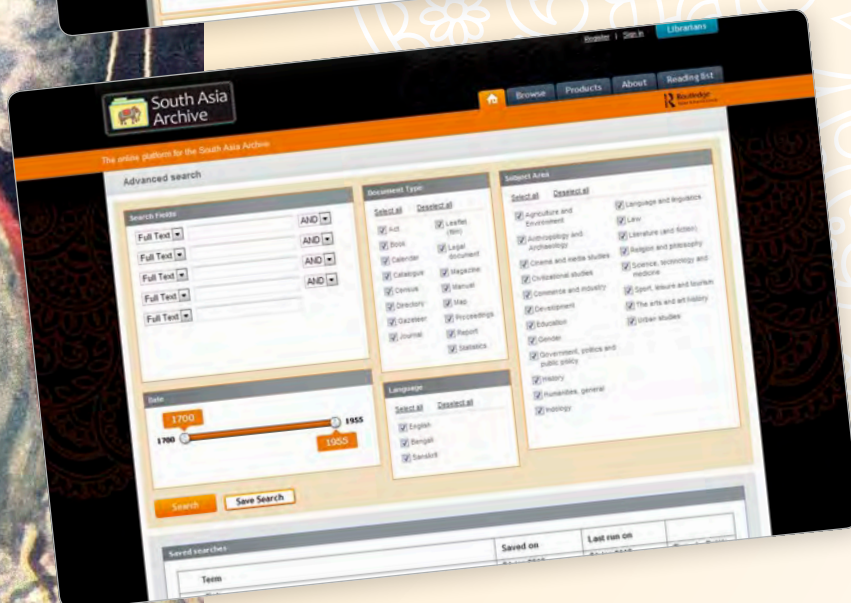 Register | Sign in
Librarians
South Asia
Archive
Browse
Products
About
Reading list
Routledge
The online platform for the South Asia Archive
Advanced search
Search Fields
Full Text
AND
Full Text
AND
Full Text
AND
Full Text
AND
Full Text
Document Type
Select all Deselect all
Act
Book
Calendar
Catalogue
Census
Directory
Gazeteer
Journal
Leaflet
Legal
document
Magazine
Manual
Map
Proceedings
Report
Statistics
Subject Area
Select all Deselect all
Agriculture and
Environment
Anthropology and
Archaeology
Cinema and media studies
Civilizational studies
Commerce and industry
Development
Education
Gender
Government, politics and
public policy
History
Humanities, general
Indology
Language and linguistics
Law
Literature (and fiction)
Religion and philosophy
Science, technology and
medicine
Sport, leisure and tourism
The arts and art history
Urban studies
Date
1700
1700
1955
1955
Language
Select all Deselect all
English
Bengali
Sanskrit
Search
Save Search
Saved searches
Term
Saved on
Last run on